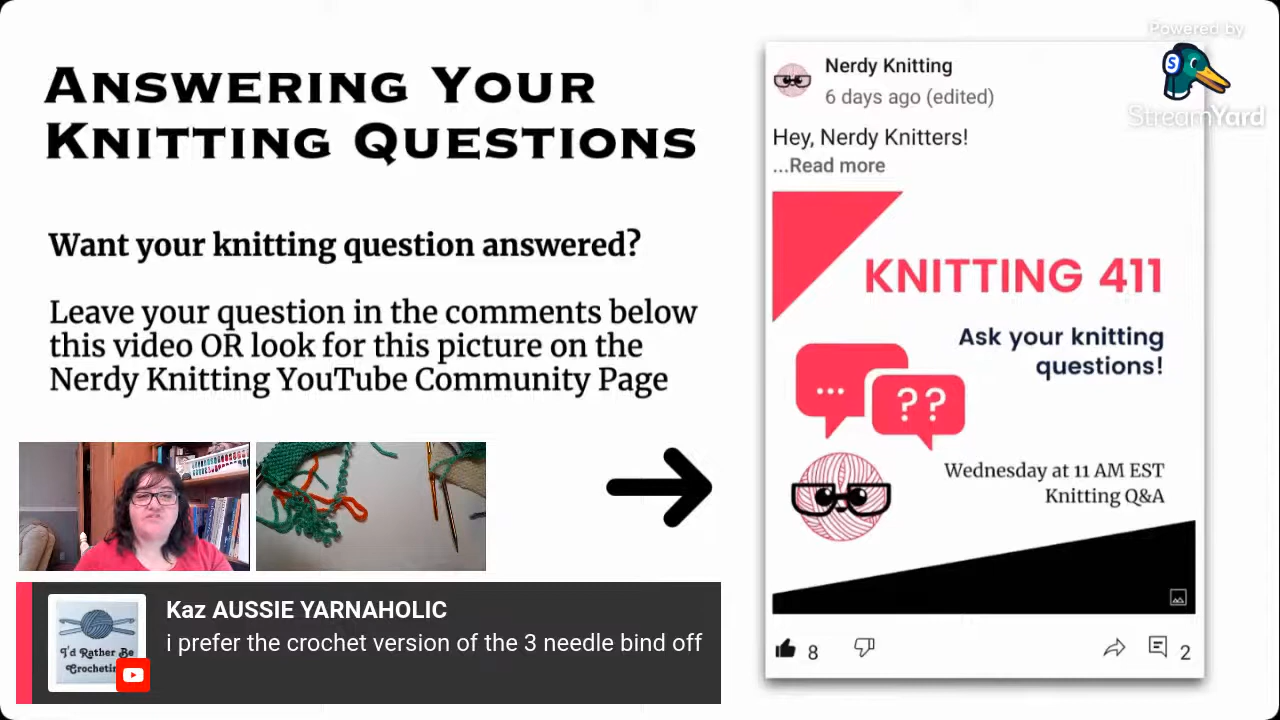 ANSWERING YOUR
KNITTING QUESTIONS
Want your knitting question answered?
Leave your question in the comments below
this video OR look for this picture on the
Nerdy Knitting YouTube Community Page
Kaz AUSSIE YARNAHOLIC
i prefer the crochet version of the 3 needle bind off
I'd Rather Be
Crocheting
Nerdy Knitting
6 days ago (edited)
Hey, Nerdy Knitters!
...Read more
KNITTING 411
Ask your knitting
questions!
...
??
Wednesday at 11 AM EST
Knitting Q&A
8
2
Powered by
S
StreamYard